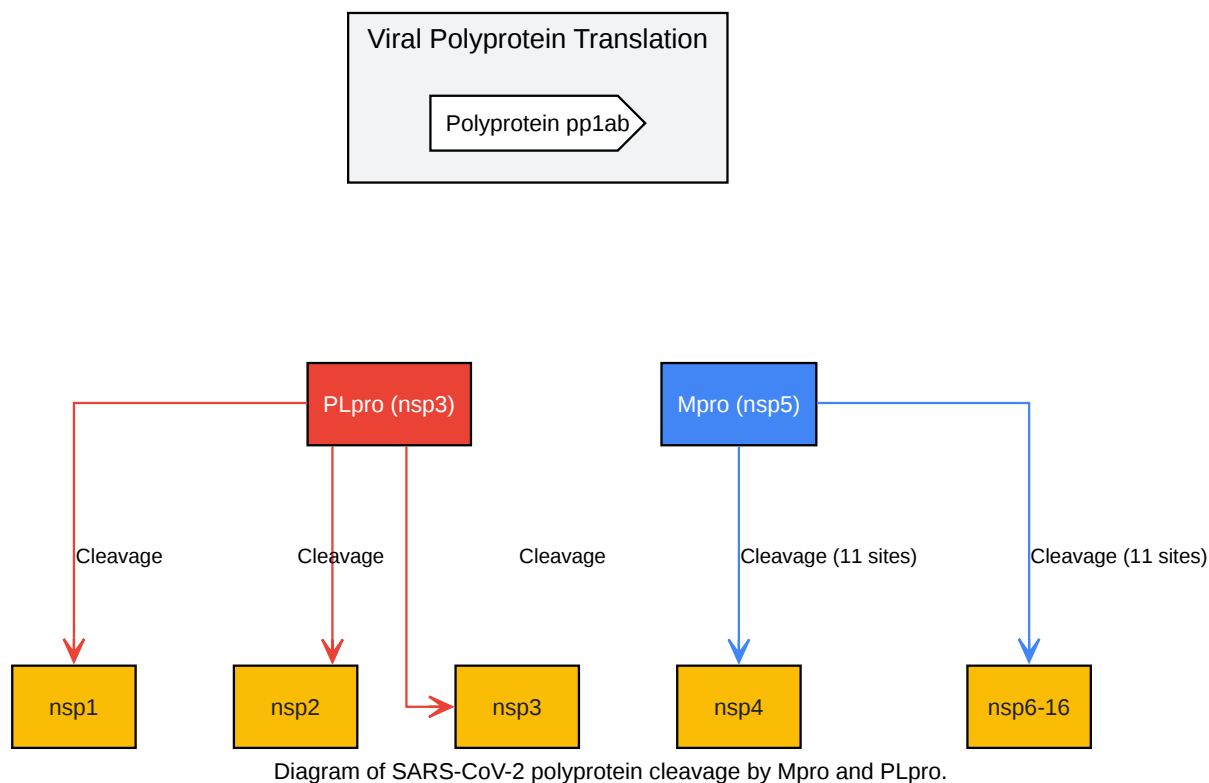 Viral Polyprotein Translation
Polyprotein pp1ab
PLpro (nsp3)
Mpro (nsp5)
Cleavage
Cleavage
Cleavage
Cleavage (11 sites)
Cleavage (11 sites)
nsp1
nsp2
nsp3
nsp4
nsp6-16
Diagram of SARS-CoV-2 polyprotein cleavage by Mpro and PLpro.